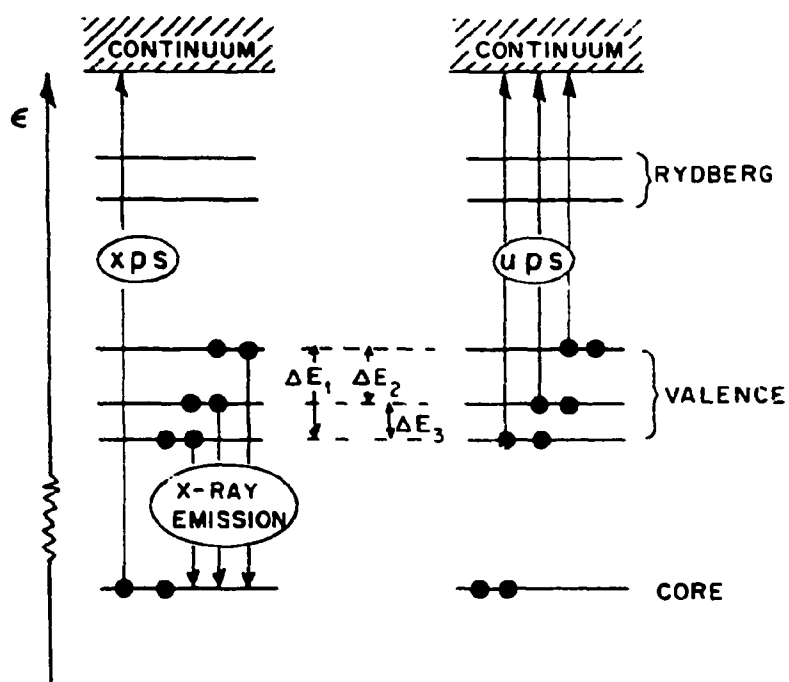 CONTINUUM
CONTINUUM
ϵ
RYDBERG
xps
ups
ΔE₁
ΔE₂
ΔE₃
VALENCE
X-RAY
EMISSION
CORE